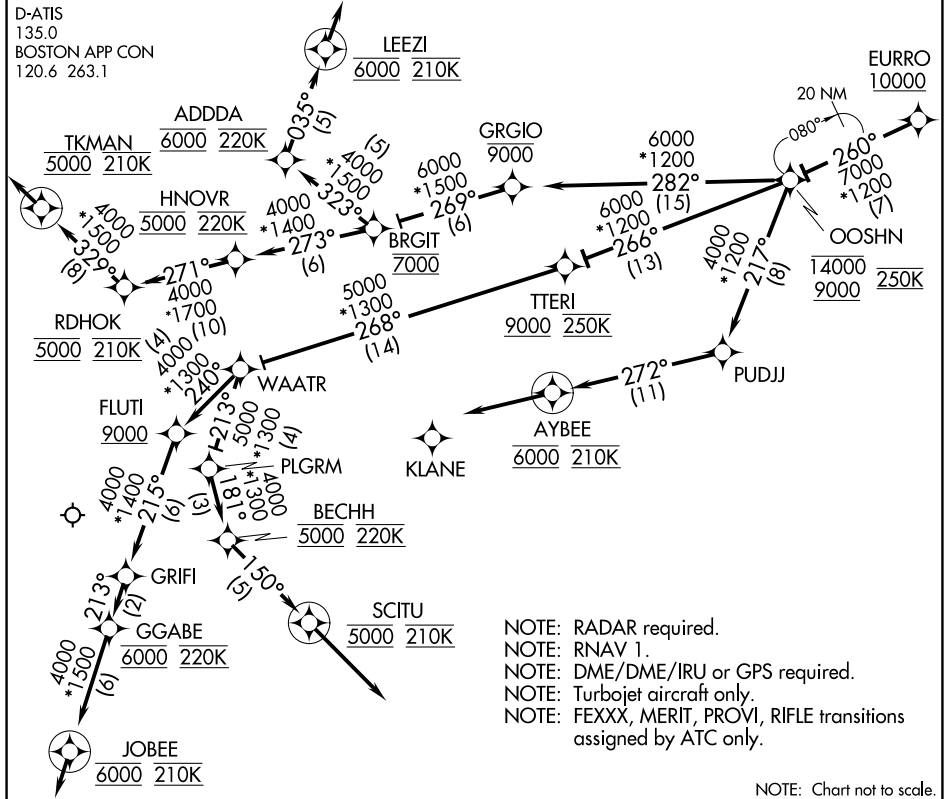 D-ATIS
135.0
BOSTON APP CON
120.6 263.1
LEEZI
6000 210K
035°
(5)
ADDDA
6000 220K
TKMAN
5000 210K
4000
*1500
329°
(8)
HNOVR
5000 220K
4000
*1400
273°
(6)
(5)
4000
*1500
323°
BRGIT
7000
6000
*1500
269°
(6)
GRGIO
9000
6000
*1200
282°
(15)
20 NM
080°
EURRO
10000
260°
7000
*1200
(7)
OOSHN
14000
9000
250K
6000
*1200
266°
(13)
TTERI
9000 250K
4000
*1200
217°
(8)
PUDJJ
272°
(11)
AYBEE
6000 210K
KLANE
271°
4000
*1700
(10)
RDHOK
5000 210K
5000
*1300
268°
(14)
WAATR
(4)
4000
*1300
240°
FLUTI
9000
213°
5000
*1300
(4)
PLGRM
4000
*1300
181°
(3)
BECHH
5000 220K
150°
(5)
SCITU
5000 210K
4000
*1400
215°
(6)
GRIFI
213°
(2)
GGABE
6000 220K
4000
*1500
(6)
JOBEE
6000 210K
NOTE: RADAR required.
NOTE: RNAV 1.
NOTE: DME/DME/IRU or GPS required.
NOTE: Turbojet aircraft only.
NOTE: FEXXX, MERIT, PROVI, RIFLE transitions
assigned by ATC only.
NOTE: Chart not to scale.